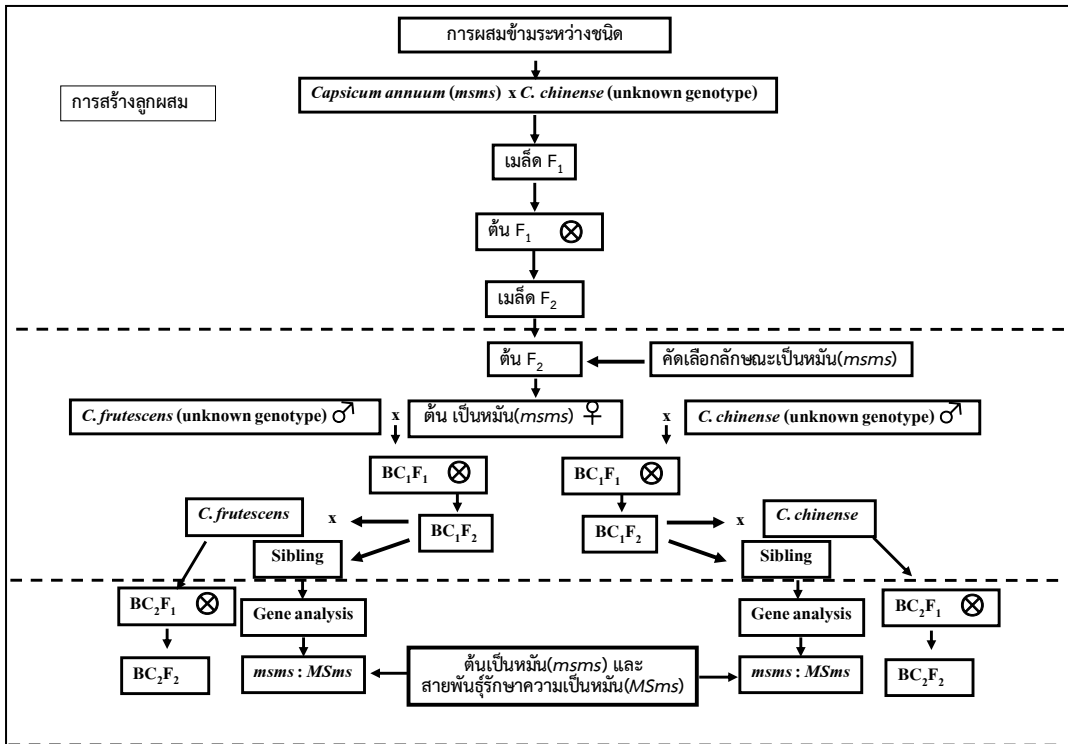 การผสมข้ามระหว่างชนิด
การสร้างลูกผสม
Capsicum annuum (msms) x C. chinense (unknown genotype)
เมล็ด F₁
ต้น F₁ ⊗
เมล็ด F₂
ต้น F₂
คัดเลือกลักษณะเป็นหมัน(msms)
C. frutescens (unknown genotype) ♂ x ต้น เป็นหมัน(msms) ♀ x C. chinense (unknown genotype) ♂
BC₁F₁ ⊗
BC₁F₁ ⊗
C. frutescens x BC₁F₂
BC₁F₂ x C. chinense
Sibling
Sibling
BC₂F₁ ⊗
Gene analysis
Gene analysis
BC₂F₁ ⊗
BC₂F₂
msms : MSms
ต้นเป็นหมัน(msms) และ
สายพันธุ์รักษาความเป็นหมัน(MSms)
msms : MSms
BC₂F₂